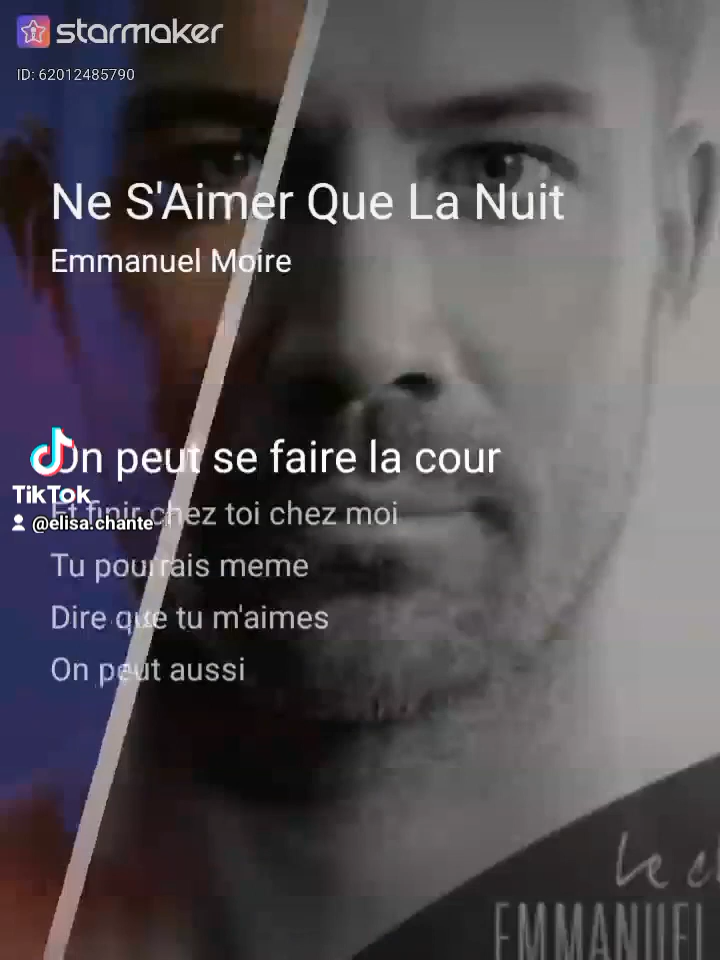 starmaker
ID: 62012485790
Ne S'Aimer Que La Nuit
Emmanuel Moire
On peut se faire la cour
TikTok
Et finir chez toi chez moi
@elisa.chante
Tu pourrais meme
Dire que tu m'aimes
On peut aussi
Le
EMMANUEL